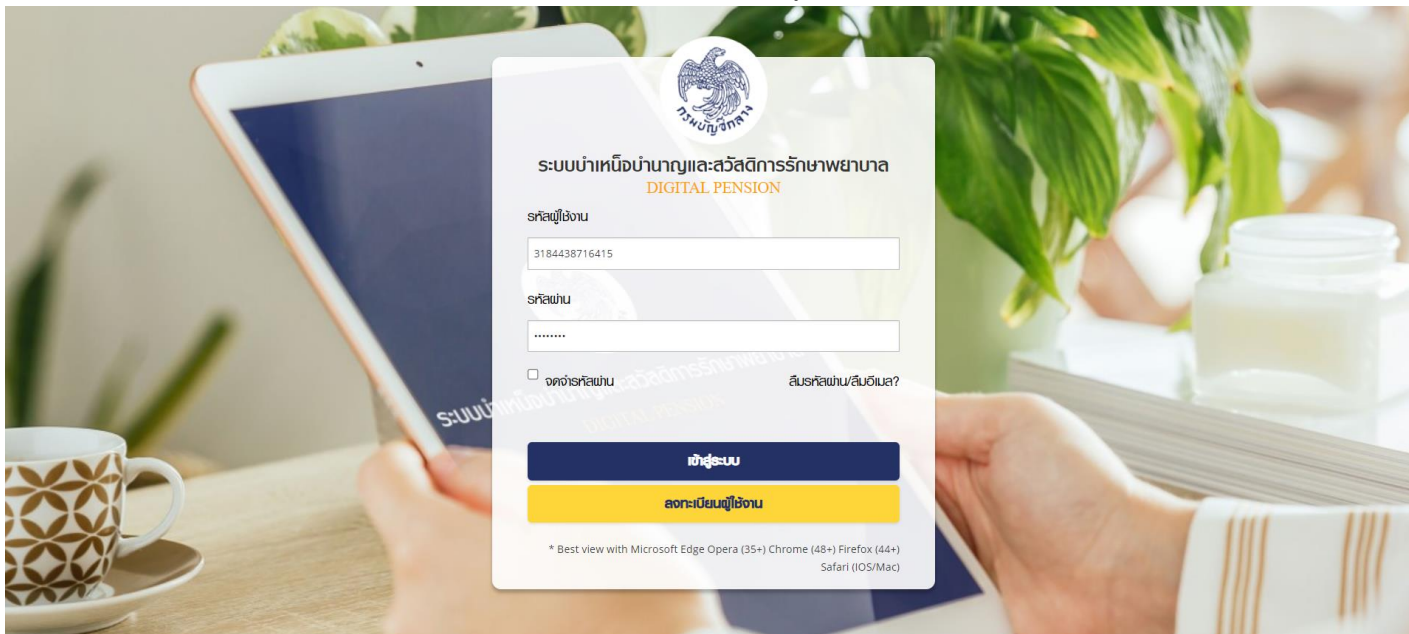 กรมบัญชีกลาง
ระบบบำเหน็จบำนาญและสวัสดิการรักษาพยาบาล
DIGITAL PENSION
รหัสผู้ใช้งาน
3184438716415
รหัสผ่าน
........
จดจำรหัสผ่าน
ลืมรหัสผ่าน/ลืมอีเมล?
เข้าสู่ระบบ
ลงทะเบียนผู้ใช้งาน
* Best view with Microsoft Edge Opera (35+) Chrome (48+) Firefox (44+)
Safari (IOS/Mac)